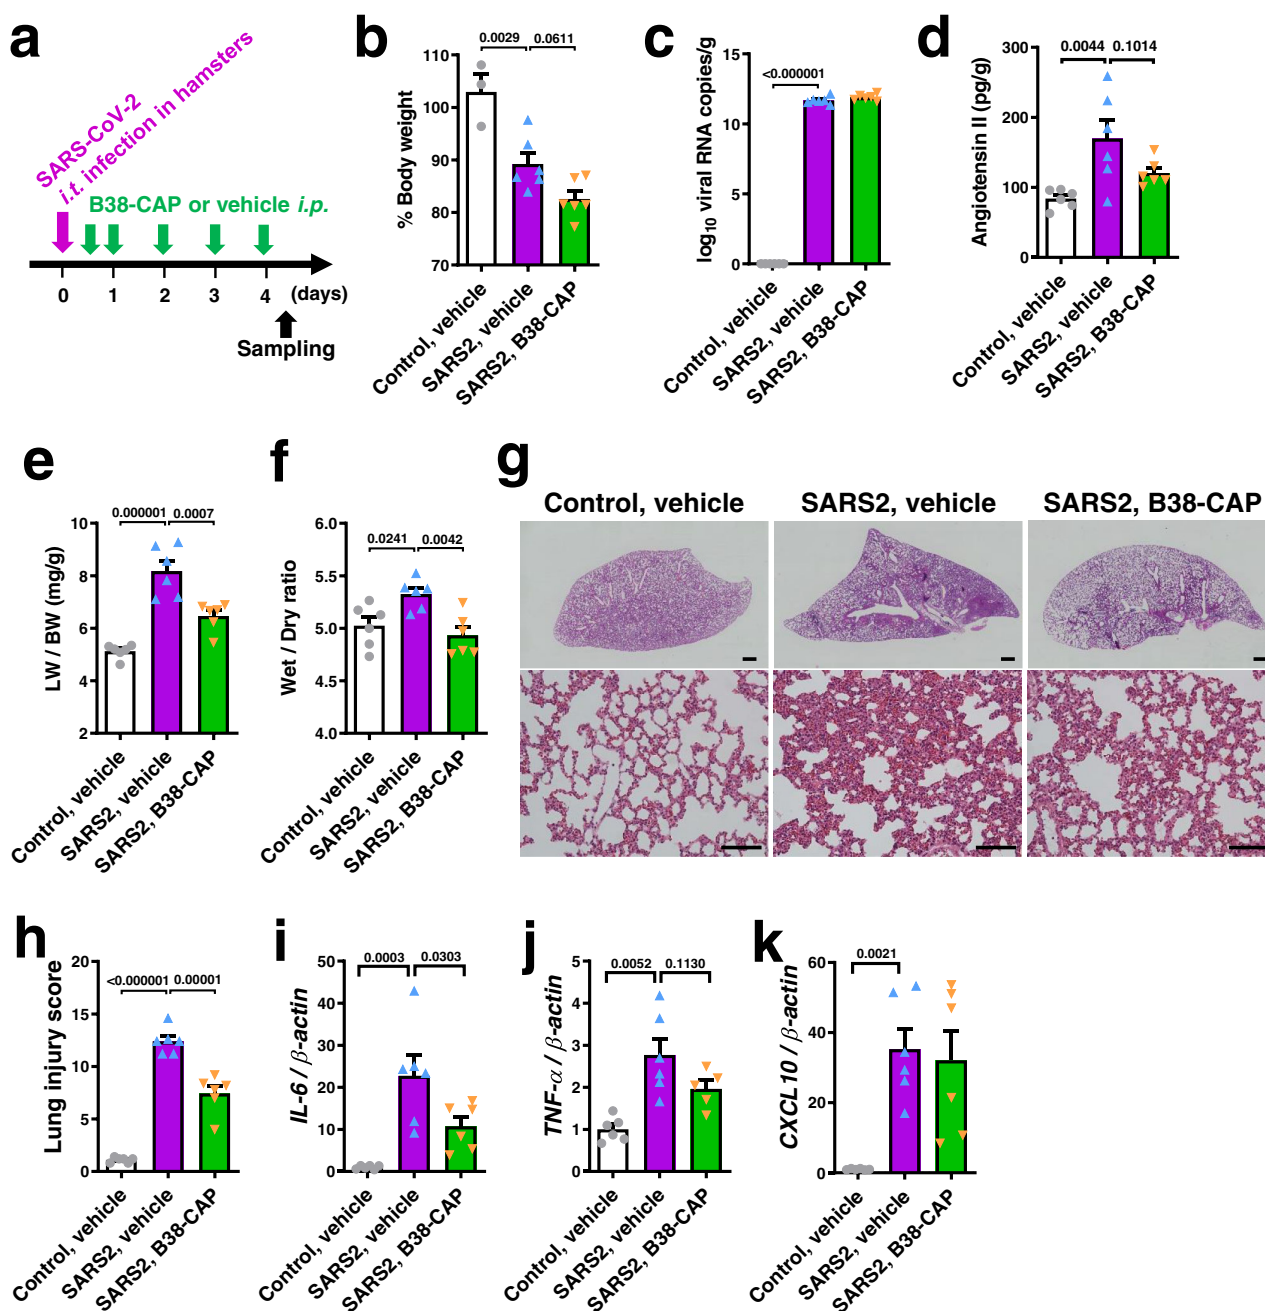 a
SARS-CoV-2
i.t. infection in hamsters
B38-CAP or vehicle i.p.
0 1 2 3 4 (days)
Sampling
b
% Body weight
110
100
90
80
70
0.0029 0.0611
Control, vehicle
SARS2, vehicle
SARS2, B38-CAP
c
log10 viral RNA copies/g
15
10
5
0
<0.000001
Control, vehicle
SARS2, vehicle
SARS2, B38-CAP
d
Angiotensin II (pg/g)
300
200
100
0
0.0044 0.1014
Control, vehicle
SARS2, vehicle
SARS2, B38-CAP
e
LW / BW (mg/g)
10
8
6
4
2
0.000001 0.0007
Control, vehicle
SARS2, vehicle
SARS2, B38-CAP
f
Wet / Dry ratio
6.0
5.5
5.0
4.5
4.0
0.0241 0.0042
Control, vehicle
SARS2, vehicle
SARS2, B38-CAP
g
Control, vehicle SARS2, vehicle SARS2, B38-CAP
h
Lung injury score
20
15
10
5
0
<0.000001 0.00001
Control, vehicle
SARS2, vehicle
SARS2, B38-CAP
i
IL-6 / β-actin
50
40
30
20
10
0
0.0003 0.0303
Control, vehicle
SARS2, vehicle
SARS2, B38-CAP
j
TNF-α / β-actin
5
4
3
2
1
0
0.0052 0.1130
Control, vehicle
SARS2, vehicle
SARS2, B38-CAP
k
CXCL10 / β-actin
60
40
20
0
0.0021
Control, vehicle
SARS2, vehicle
SARS2, B38-CAP